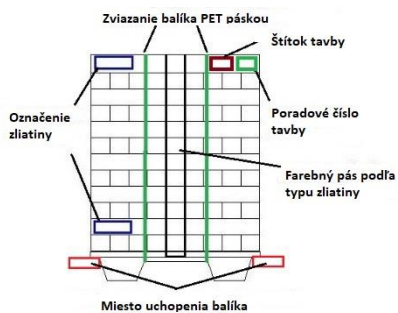 Zviazanie balíka PET páskou
Štítok tavby
Označenie
zliatiny
Poradové číslo
tavby
Farebný pás podľa
typu zliatiny
Miesto uchopenia balíka